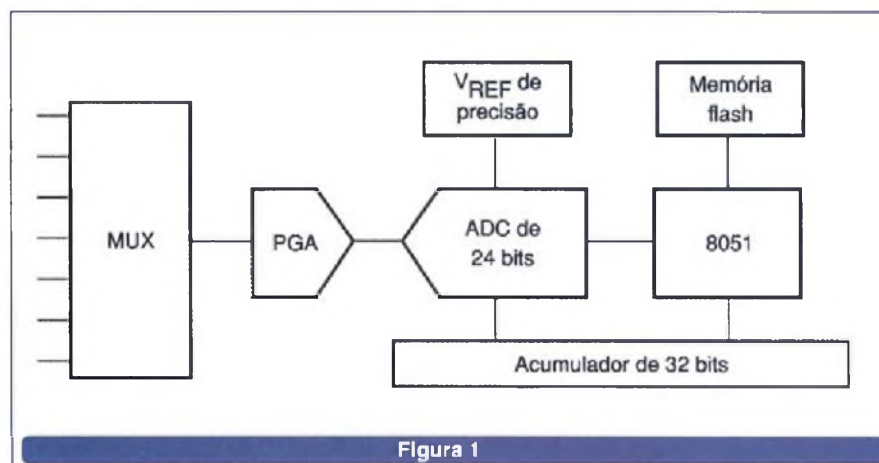 VREF de
precisão
Memória
flash
MUX
PGA
ADC de
24 bits
8051
Acumulador de 32 bits
Figura 1